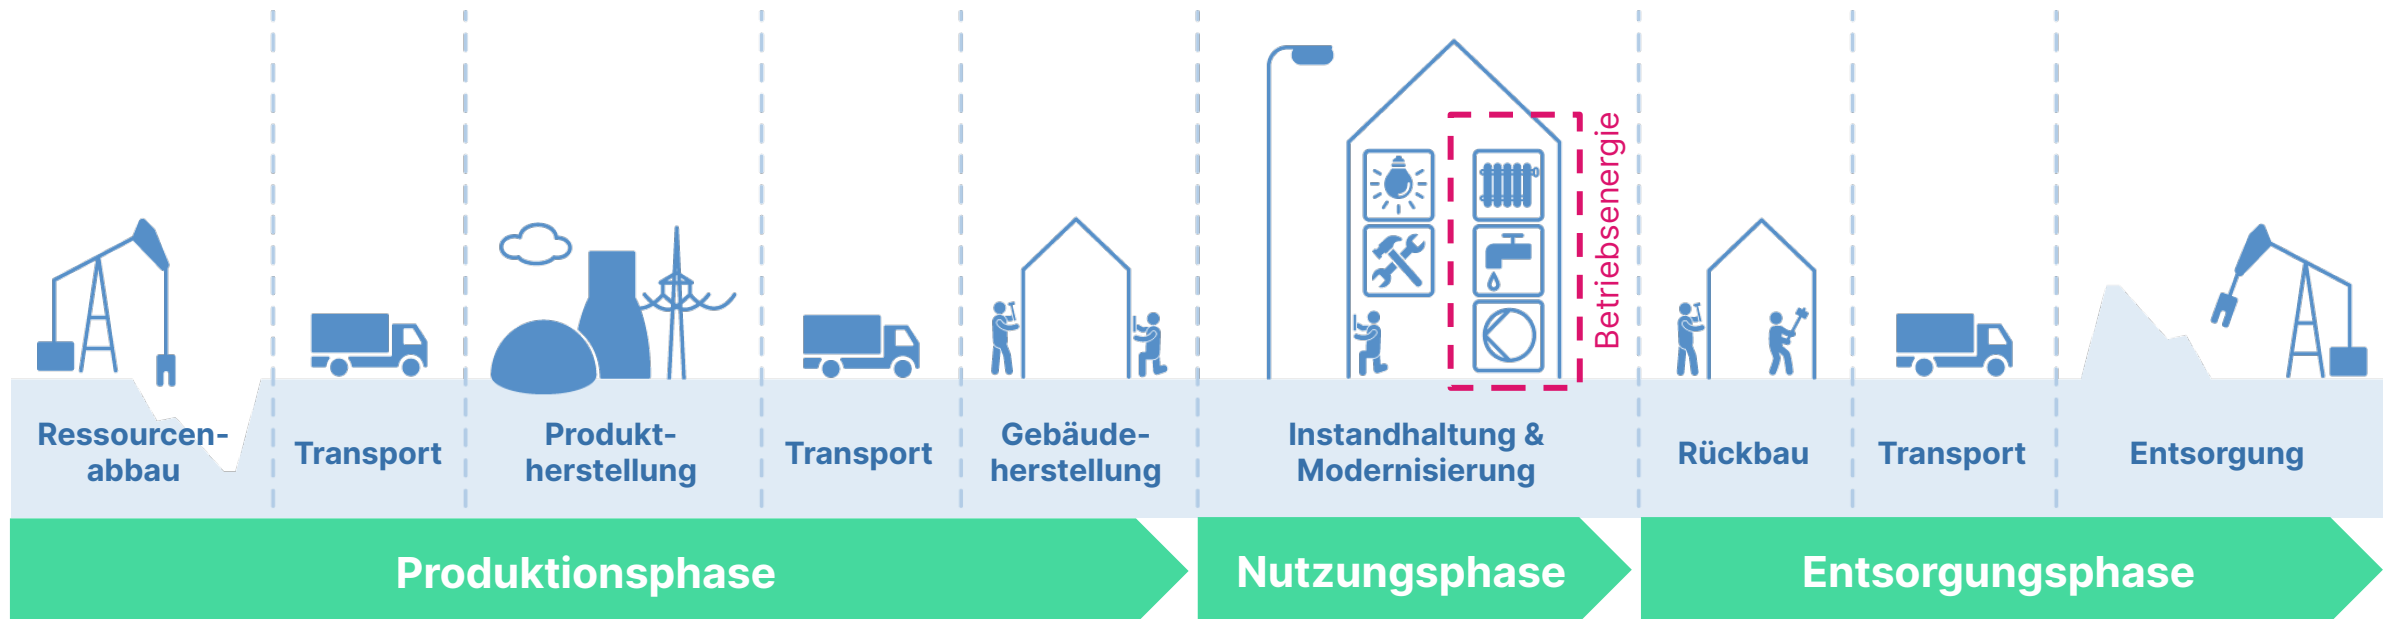 Betriebsenergie
Ressourcen-
abbau
Transport
Produkt-
herstellung
Transport
Gebäude-
herstellung
Instandhaltung &
Modernisierung
Rückbau
Transport
Entsorgung
Produktionsphase
Nutzungsphase
Entsorgungsphase